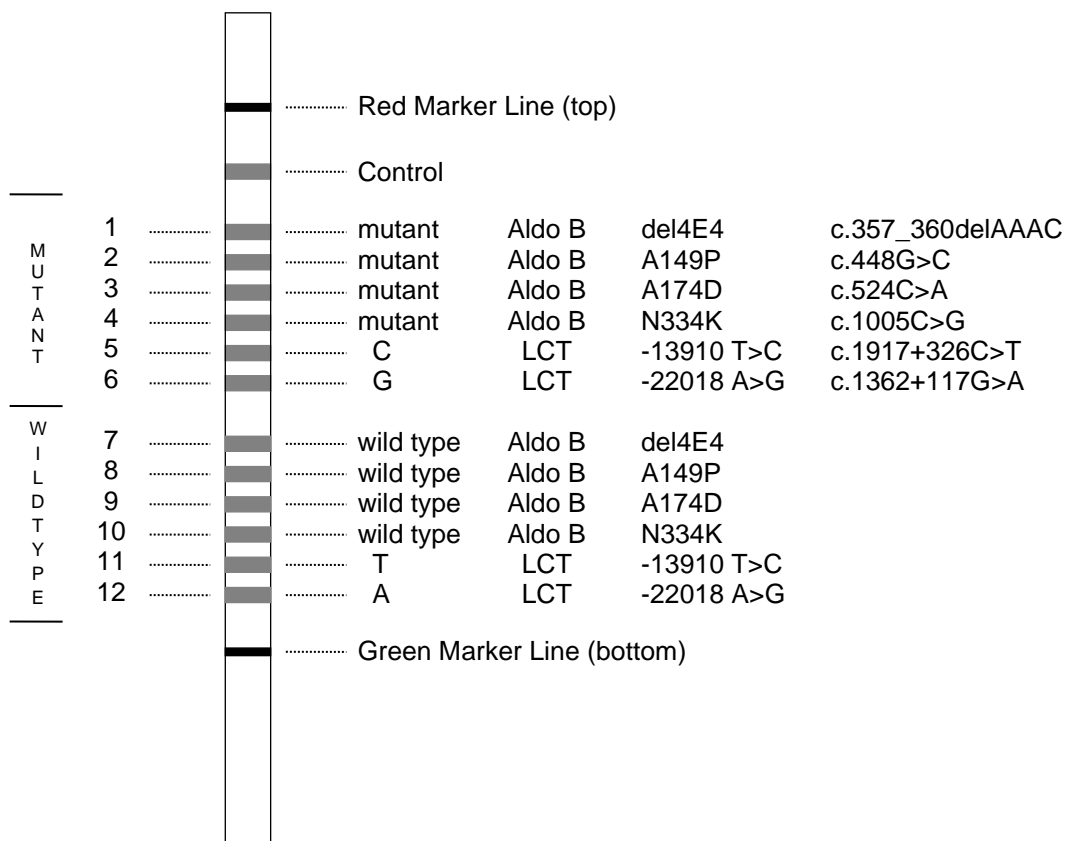 Red Marker Line (top)
Control
MUTANT
1 mutant Aldo B del4E4 c.357_360delAAAC
2 mutant Aldo B A149P c.448G>C
3 mutant Aldo B A174D c.524C>A
4 mutant Aldo B N334K c.1005C>G
5 C LCT -13910 T>C c.1917+326C>T
6 G LCT -22018 A>G c.1362+117G>A
WILDTYPE
7 wild type Aldo B del4E4
8 wild type Aldo B A149P
9 wild type Aldo B A174D
10 wild type Aldo B N334K
11 T LCT -13910 T>C
12 A LCT -22018 A>G
Green Marker Line (bottom)